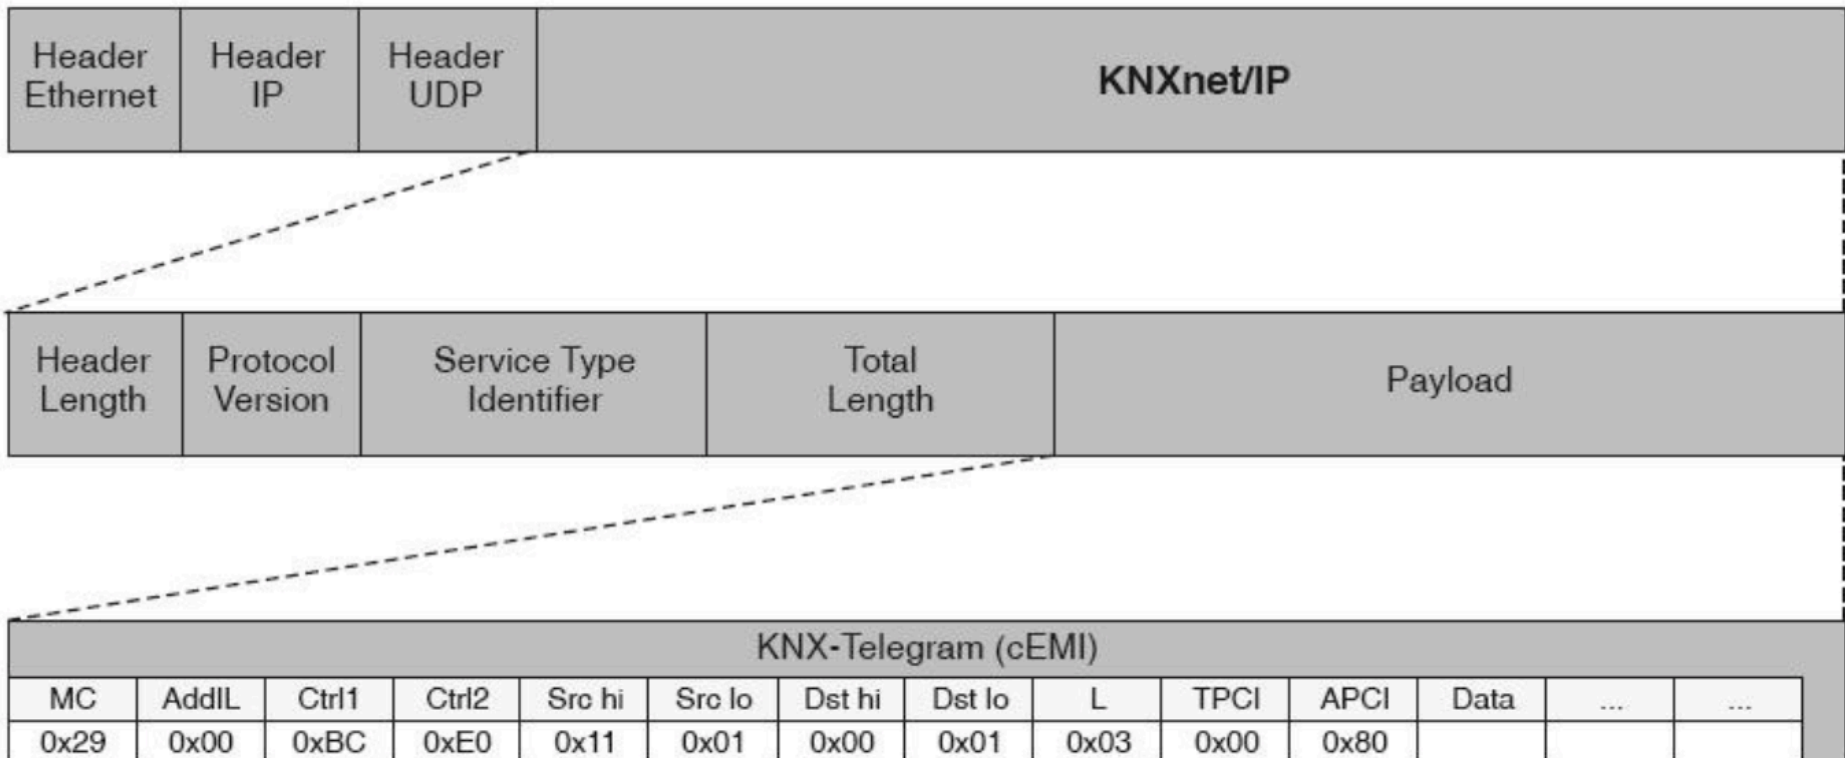 Header Ethernet
Header IP
Header UDP
KNXnet/IP
Header Length
Protocol Version
Service Type Identifier
Total Length
Payload
KNX-Telegram (cEMI)
MC AddIL Ctrl1 Ctrl2 Src hi Src lo Dst hi Dst lo L TPCI APCI Data ... ...
0x29 0x00 0xBC 0xE0 0x11 0x01 0x00 0x01 0x03 0x00 0x80